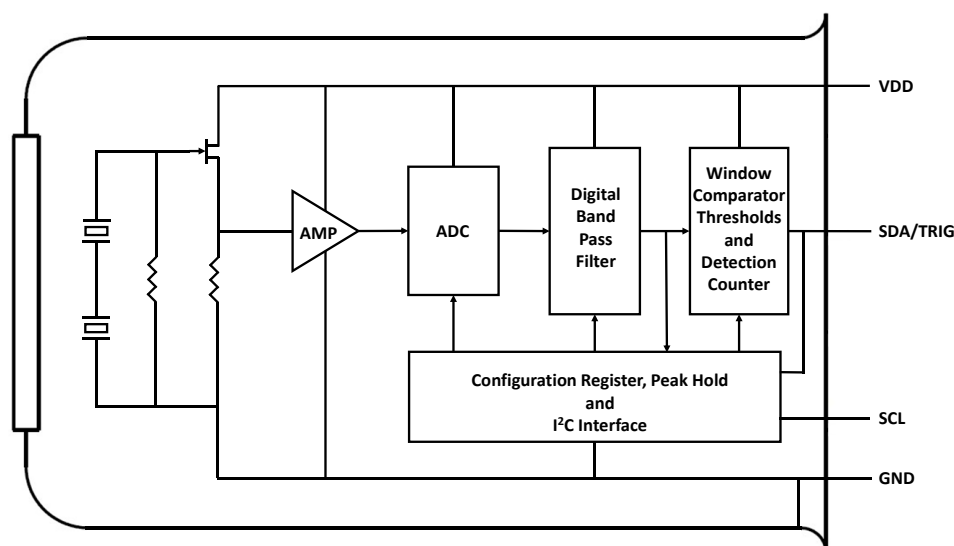 VDD
Window
Comparator
Thresholds
and
Detection
Counter
Digital
Band
Pass
Filter
ADC
AMP
SDA/TRIG
Configuration Register, Peak Hold
and
I²C Interface
SCL
GND